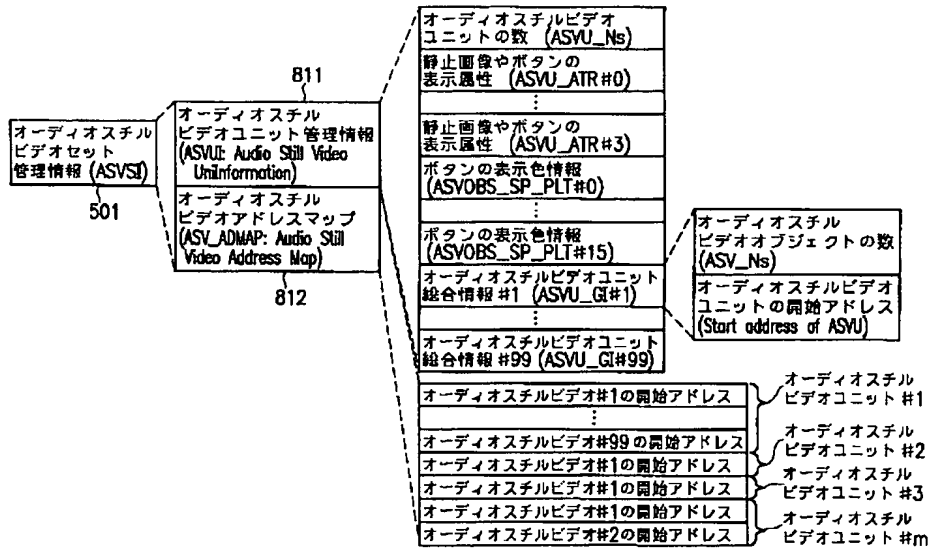 オーディオスチル
ビデオセット
管理情報 (ASVSI)
501
811
オーディオスチル
ビデオユニット管理情報
(ASVUI: Audio Still Video
UniInformation)
オーディオスチル
ビデオアドレスマップ
(ASV_ADMAP: Audio Still
Video Address Map)
812
オーディオスチルビデオ
ユニットの数 (ASVU_Ns)
静止画像やボタンの
表示属性 (ASVU_ATR#0)
⋮
静止画像やボタンの
表示属性 (ASVU_ATR#3)
ボタンの表示色情報
(ASVOBS_SP_PLT#0)
⋮
ボタンの表示色情報
(ASVOBS_SP_PLT#15)
オーディオスチルビデオユニット
総合情報#1 (ASVU_GI#1)
⋮
オーディオスチルビデオユニット
総合情報#99 (ASVU_GI#99)
オーディオスチル
ビデオオブジェクトの数
(ASV_Ns)
オーディオスチルビデオ
ユニットの開始アドレス
(Start address of ASVU)
オーディオスチルビデオ#1の開始アドレス
⋮
オーディオスチルビデオ#99の開始アドレス
オーディオスチルビデオ#1の開始アドレス
オーディオスチルビデオ#1の開始アドレス
オーディオスチルビデオ#1の開始アドレス
オーディオスチルビデオ#2の開始アドレス
オーディオスチル
ビデオユニット#1
オーディオスチル
ビデオユニット#2
オーディオスチル
ビデオユニット#3
オーディオスチル
ビデオユニット#m